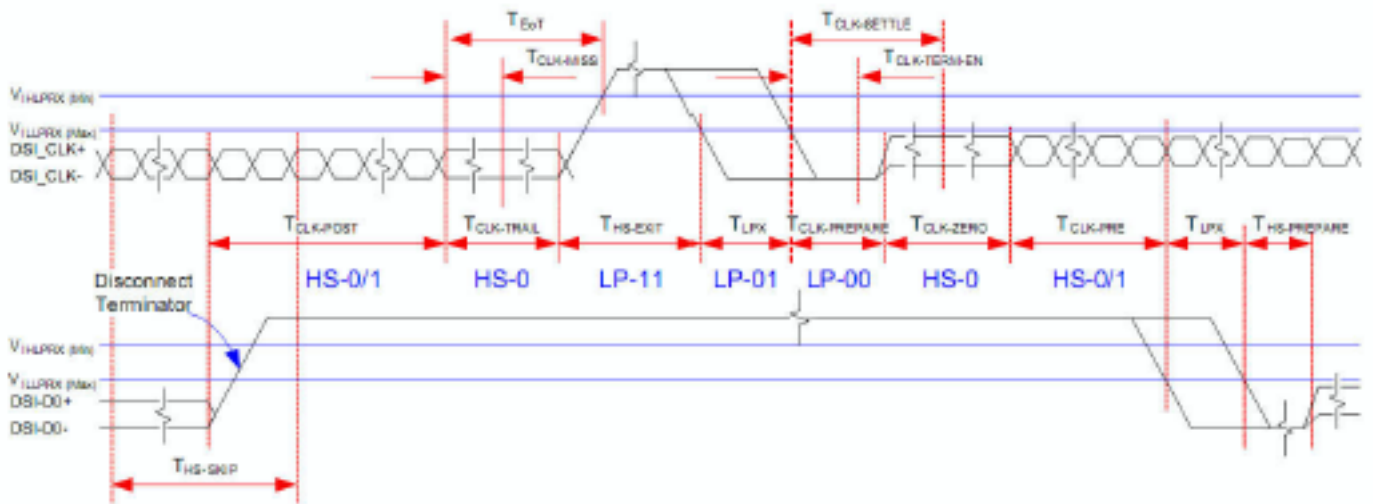 TEoT
TCLK-SETTLE
TCLK-MISS
TCLK-TERM-EN
VIHLPRX (Min)
VILLPRX (Max)
DSI_CLK+
DSI_CLK-
TCLK-POST
TCLK-TRAIL
THS-EXIT
TLPX
TCLK-PREPARE
TCLK-ZERO
TCLK-PRE
TLPX
THS-PREPARE
Disconnect
Terminator
HS-0/1
HS-0
LP-11
LP-01
LP-00
HS-0
HS-0/1
VIHLPRX (Min)
VILLPRX (Max)
DSI-D0+
DSI-D0-
THS-SKIP